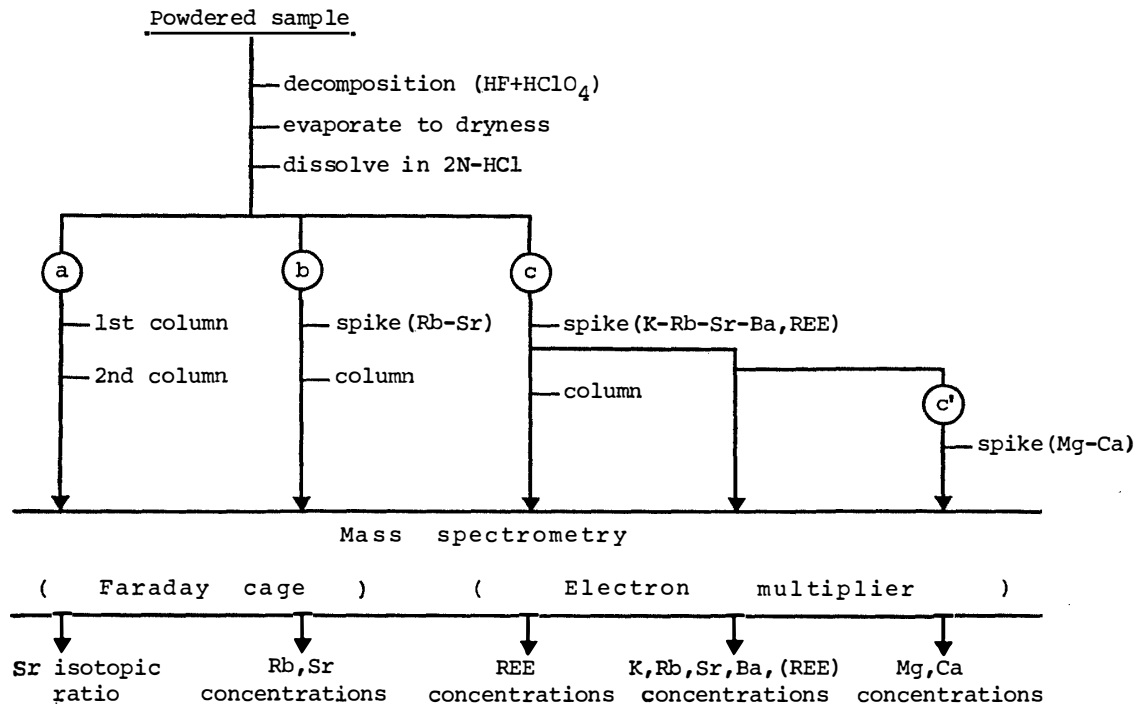 Powdered sample
decomposition (HF+HClO4)
evaporate to dryness
dissolve in 2N-HCl
a
b
c
1st column
spike(Rb-Sr)
spike(K-Rb-Sr-Ba,REE)
2nd column
column
column
c'
spike(Mg-Ca)
Mass spectrometry
( Faraday cage ) ( Electron multiplier )
Sr isotopic ratio
Rb,Sr concentrations
REE concentrations
K,Rb,Sr,Ba,(REE) concentrations
Mg,Ca concentrations